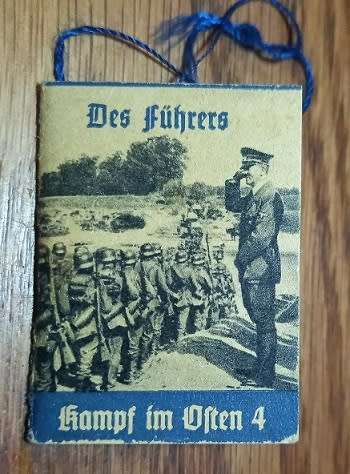 Des Führers
Kampf im Osten 4